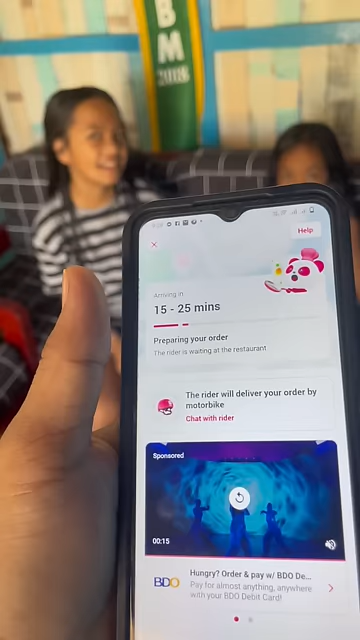 B
M
2018
Help
Arriving in
15 - 25 mins
Preparing your order
The rider is waiting at the restaurant
The rider will deliver your order by
motorbike
Chat with rider
Sponsored
00:15
BDO
Hungry? Order & pay w/ BDO De...
Pay for almost anything, anywhere
with your BDO Debit Card!